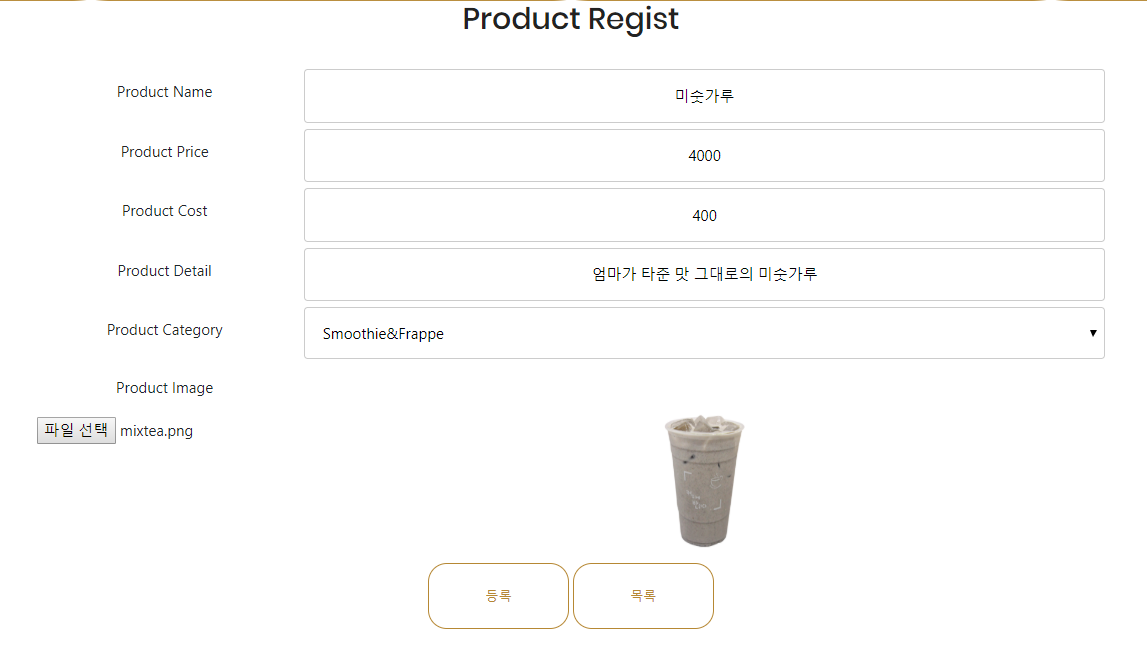 Product Regist
Product Name
미숫가루
Product Price
4000
Product Cost
400
Product Detail
엄마가 타준 맛 그대로의 미숫가루
Product Category
Smoothie&Frappe
Product Image
파일 선택 mixtea.png
등록 목록